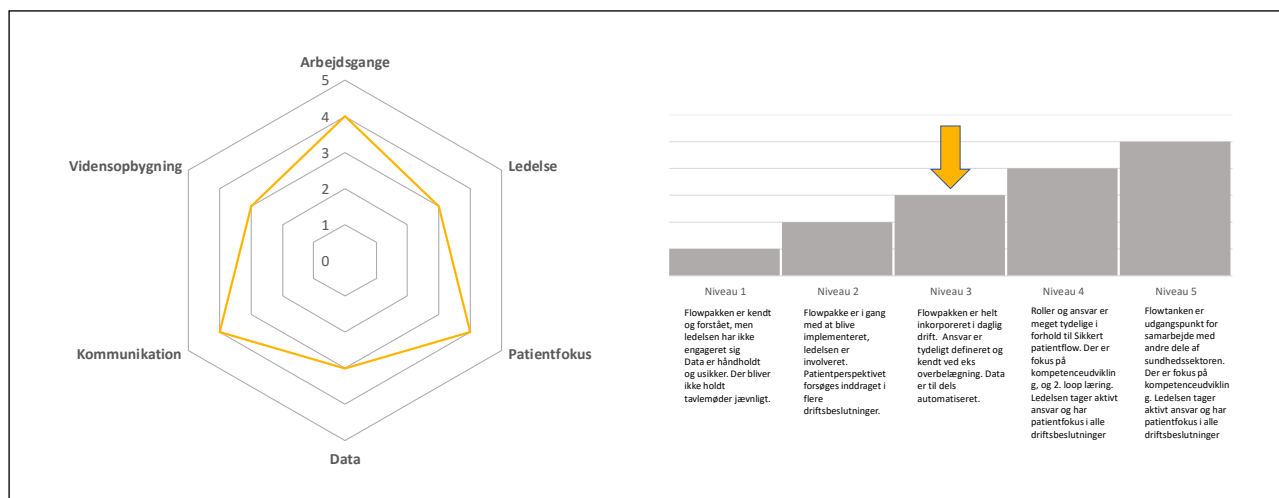 Arbejdsgange
5
4
3
2
1
0
Vidensopbygning
Ledelse
Kommunikation
Patientfokus
Data
Niveau 1
Flowpakken er kendt
og forstået, men
ledelsen har ikke
engageret sig
Data er håndholdt
og usikker. Der bliver
ikke holdt
tavlemøder jævnligt.
Niveau 2
Flowpakke er i gang
med at blive
implementeret,
ledelsen er
involveret.
Patientperspektivet
forsøges inddraget i
flere
driftsbeslutninger.
Niveau 3
Flowpakken er helt
inkorporeret i daglig
drift.  Ansvar er
tydeligt defineret og
kendt ved eks
overbelægning. Data
er til dels
automatiseret.
Niveau 4
Roller og ansvar er
meget tydelige i
forhold til Sikkert
patientflow. Der er
fokus på
kompetenceudviklin
g, og 2. loop læring.
Ledelsen tager aktivt
ansvar og har
patientfokus i alle
driftsbeslutninger
Niveau 5
Flowtanken er
udgangspunkt for
samarbejde med
andre dele af
sundhedssektoren.
Der er fokus på
kompetenceudviklin
g. Ledelsen tager
aktivt ansvar og har
patientfokus i alle
driftsbeslutninger